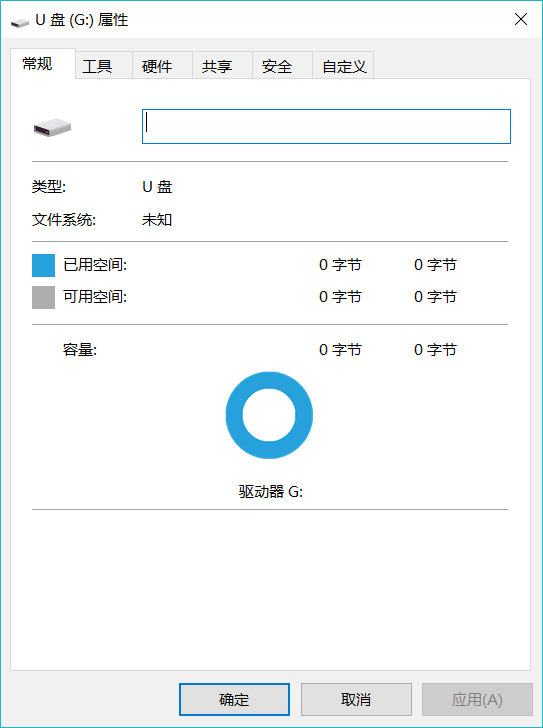 U 盘 (G:) 属性
常规 工具 硬件 共享 安全 自定义
类型: U 盘
文件系统: 未知
已用空间: 0 字节 0 字节
可用空间: 0 字节 0 字节
容量: 0 字节 0 字节
驱动器 G:
确定 取消 应用(A)